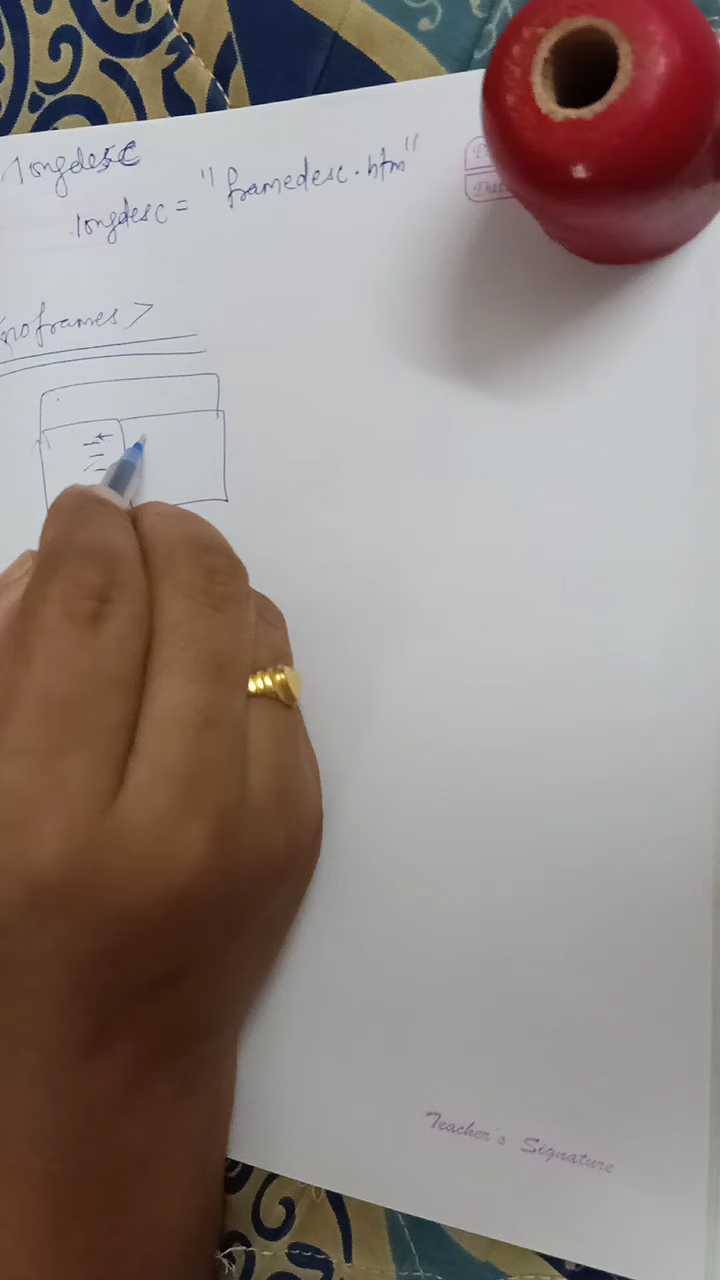 longdesc
longdesc = "framedesc.htm"
noframes>
Teacher's Signature